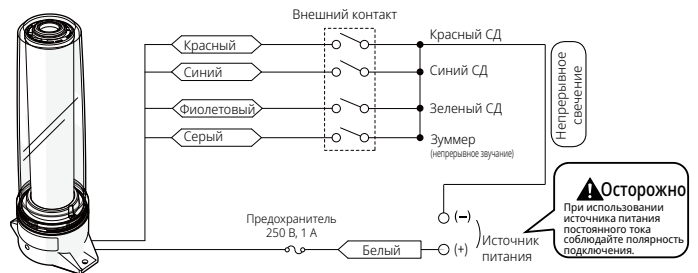 Внешний контакт
Красный
Красный СД
Синий
Синий СД
Фиолетовый
Зеленый СД
Серый
Зуммер
(непрерывное звучание)
Непрерывное
свечение
Предохранитель
250 В, 1 А
Белый
(−)
(+)
Источник
питания
Осторожно
При использовании
источника питания
постоянного тока
соблюдайте полярность
подключения.